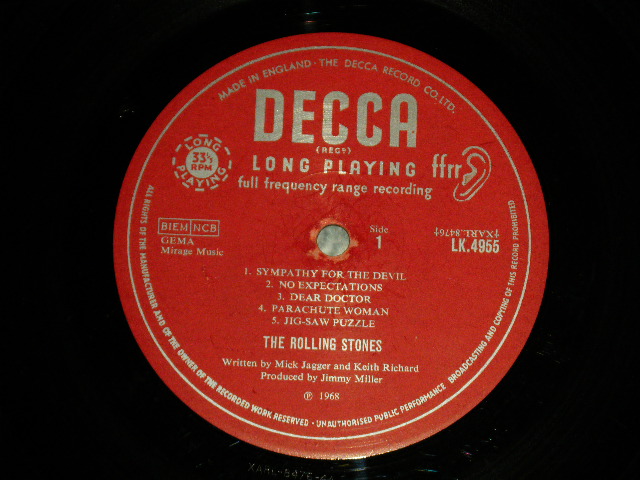 MADE IN ENGLAND · THE DECCA RECORD CO. LTD.
DECCA
(REGD)
LONG PLAYING
33⅓ RPM
LONG PLAYING
ffrr
full frequency range recording
BIEM NCB
GEMA
Mirage Music
Side
1
‡XARL.8476‡
LK.4955
1. SYMPATHY FOR THE DEVIL
2. NO EXPECTATIONS
3. DEAR DOCTOR
4. PARACHUTE WOMAN
5. JIG-SAW PUZZLE
THE ROLLING STONES
Written by Mick Jagger and Keith Richard
Produced by Jimmy Miller
℗ 1968
ALL RIGHTS OF THE MANUFACTURER AND OF THE OWNER OF THE RECORDED WORK RESERVED · UNAUTHORISED PUBLIC PERFORMANCE BROADCASTING AND COPYING OF THIS RECORD PROHIBITED